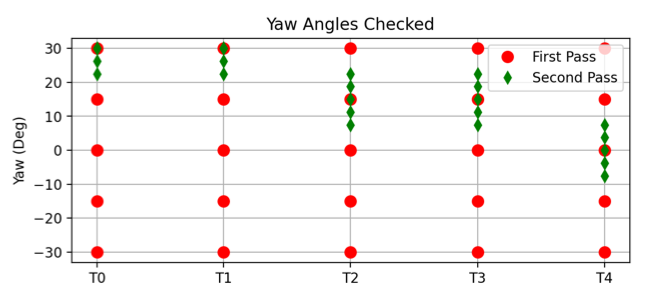 Yaw Angles Checked
Yaw (Deg)
30
20
10
0
−10
−20
−30
First Pass
Second Pass
T0 T1 T2 T3 T4